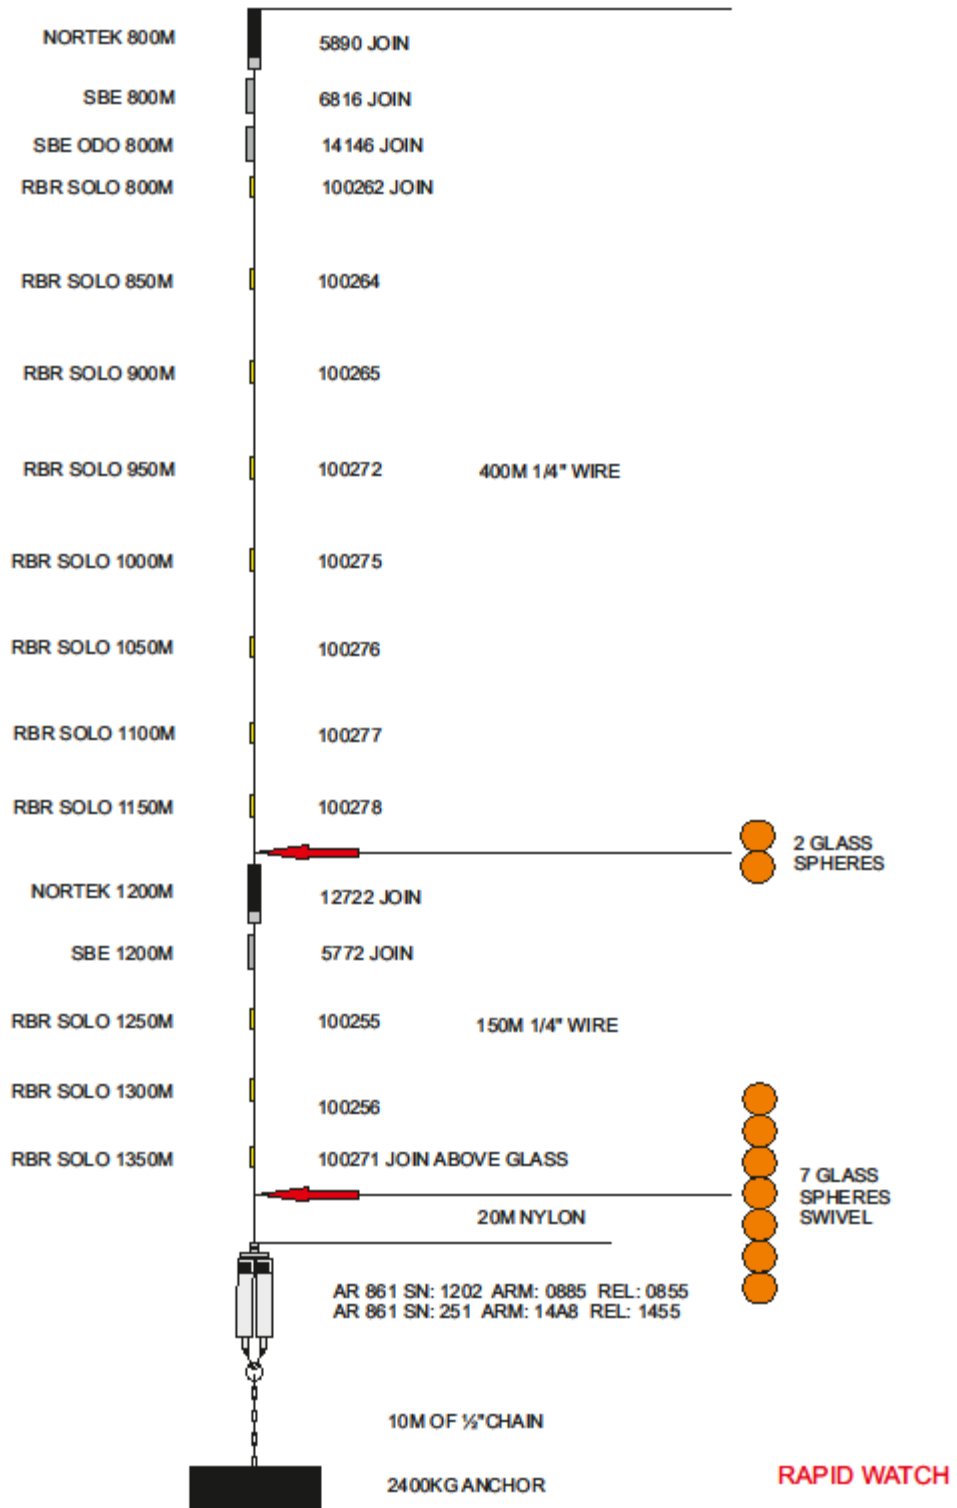 NORTEK 800M 5890 JOIN
SBE 800M 6816 JOIN
SBE ODO 800M 14146 JOIN
RBR SOLO 800M 100262 JOIN
RBR SOLO 850M 100264
RBR SOLO 900M 100265
RBR SOLO 950M 100272 400M 1/4" WIRE
RBR SOLO 1000M 100275
RBR SOLO 1050M 100276
RBR SOLO 1100M 100277
RBR SOLO 1150M 100278
2 GLASS
SPHERES
NORTEK 1200M 12722 JOIN
SBE 1200M 5772 JOIN
RBR SOLO 1250M 100255 150M 1/4" WIRE
RBR SOLO 1300M 100256
RBR SOLO 1350M 100271 JOIN ABOVE GLASS
7 GLASS
SPHERES
SWIVEL
20M NYLON
AR 861 SN: 1202 ARM: 0885 REL: 0855
AR 861 SN: 251 ARM: 14A8 REL: 1455
10M OF ½"CHAIN
2400KG ANCHOR
RAPID WATCH